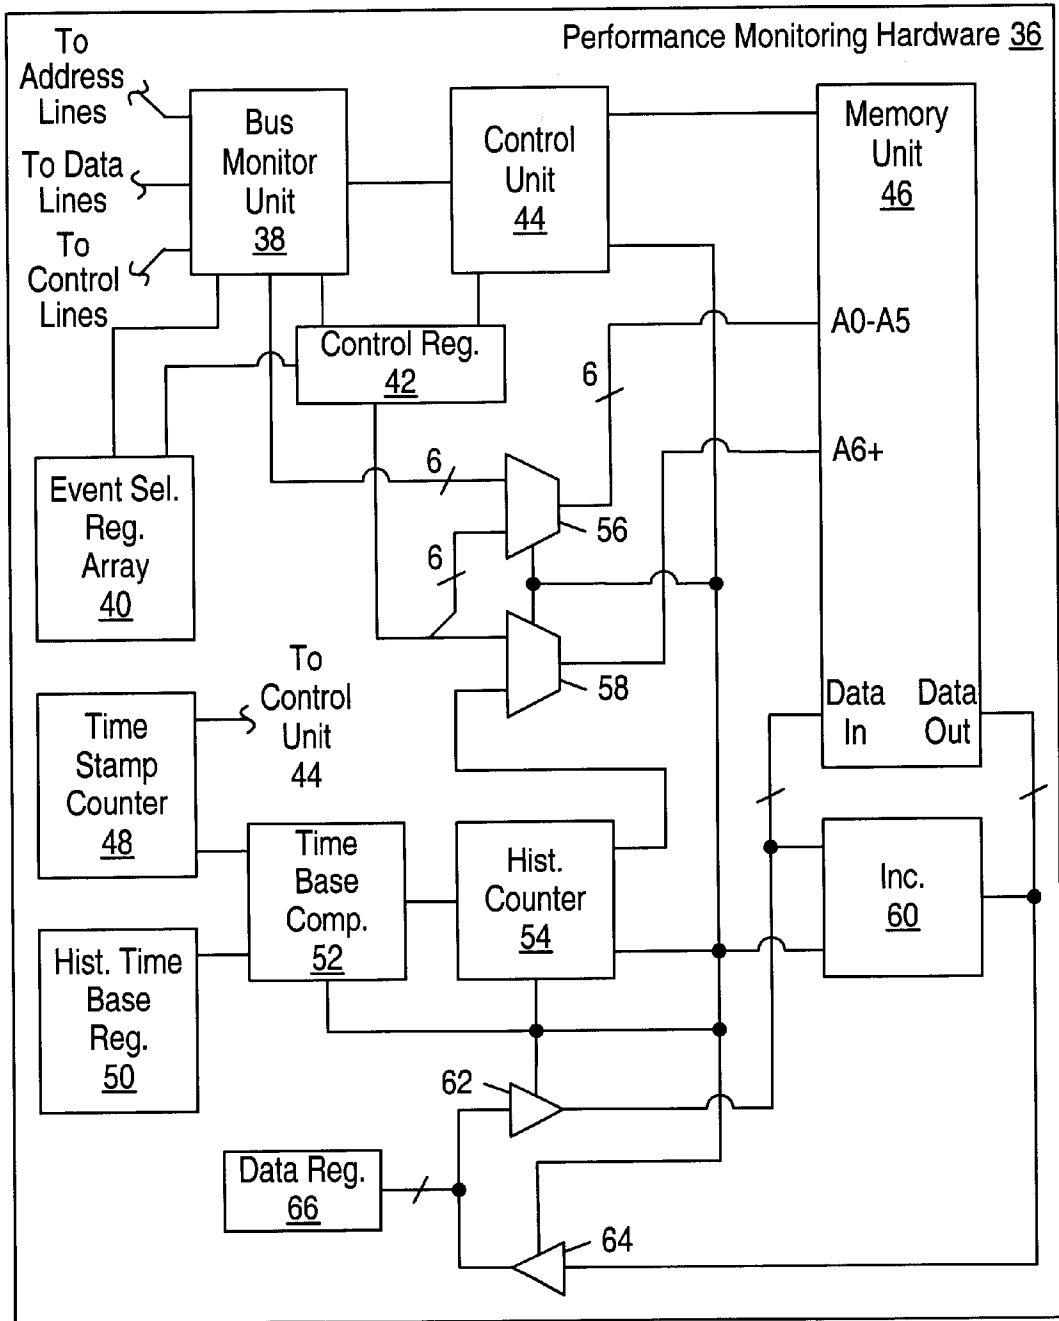 Performance Monitoring Hardware 36
To
Address
Lines
To Data
Lines
To
Control
Lines
Bus
Monitor
Unit
38
Control
Unit
44
Memory
Unit
46
A0-A5
A6+
Data
In
Data
Out
Control Reg.
42
6
6
6
56
58
Event Sel.
Reg.
Array
40
To
Control
Unit
44
Time
Stamp
Counter
48
Time
Base
Comp.
52
Hist.
Counter
54
Inc.
60
Hist. Time
Base
Reg.
50
62
Data Reg.
66
64